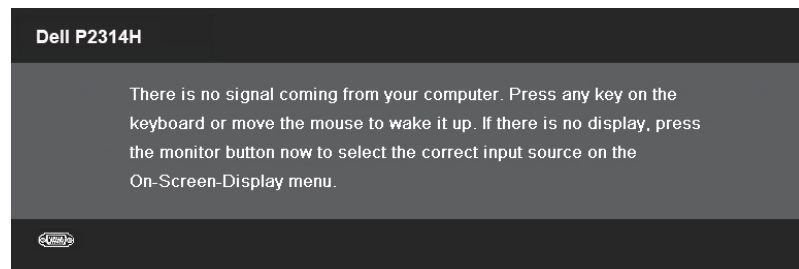 Dell P2314H
There is no signal coming from your computer. Press any key on the
keyboard or move the mouse to wake it up. If there is no display, press
the monitor button now to select the correct input source on the
On-Screen-Display menu.